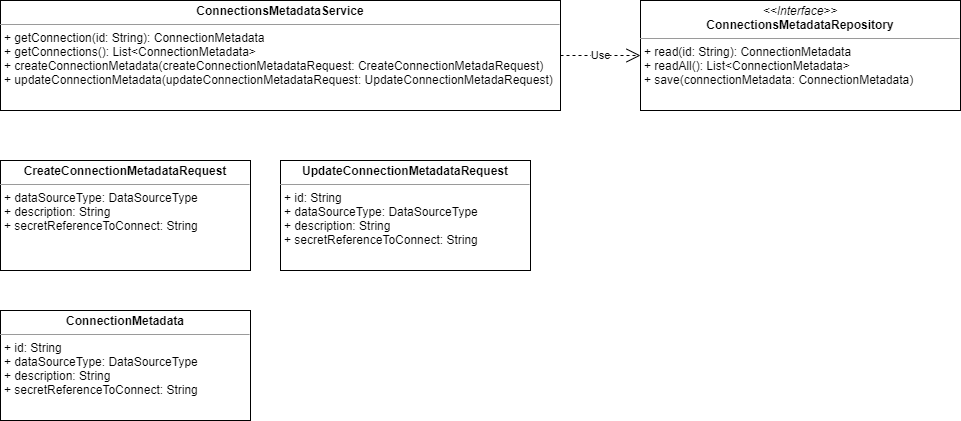 ConnectionsMetadataService
+ getConnection(id: String): ConnectionMetadata
+ getConnections(): List<ConnectionMetadata>
+ createConnectionMetadata(createConnectionMetadataRequest: CreateConnectionMetadaRequest)
+ updateConnectionMetadata(updateConnectionMetadataRequest: UpdateConnectionMetadaRequest)
Use
<<Interface>>
ConnectionsMetadataRepository
+ read(id: String): ConnectionMetadata
+ readAll(): List<ConnectionMetadata>
+ save(connectionMetadata: ConnectionMetadata)
CreateConnectionMetadataRequest
+ dataSourceType: DataSourceType
+ description: String
+ secretReferenceToConnect: String
UpdateConnectionMetadataRequest
+ id: String
+ dataSourceType: DataSourceType
+ description: String
+ secretReferenceToConnect: String
ConnectionMetadata
+ id: String
+ dataSourceType: DataSourceType
+ description: String
+ secretReferenceToConnect: String